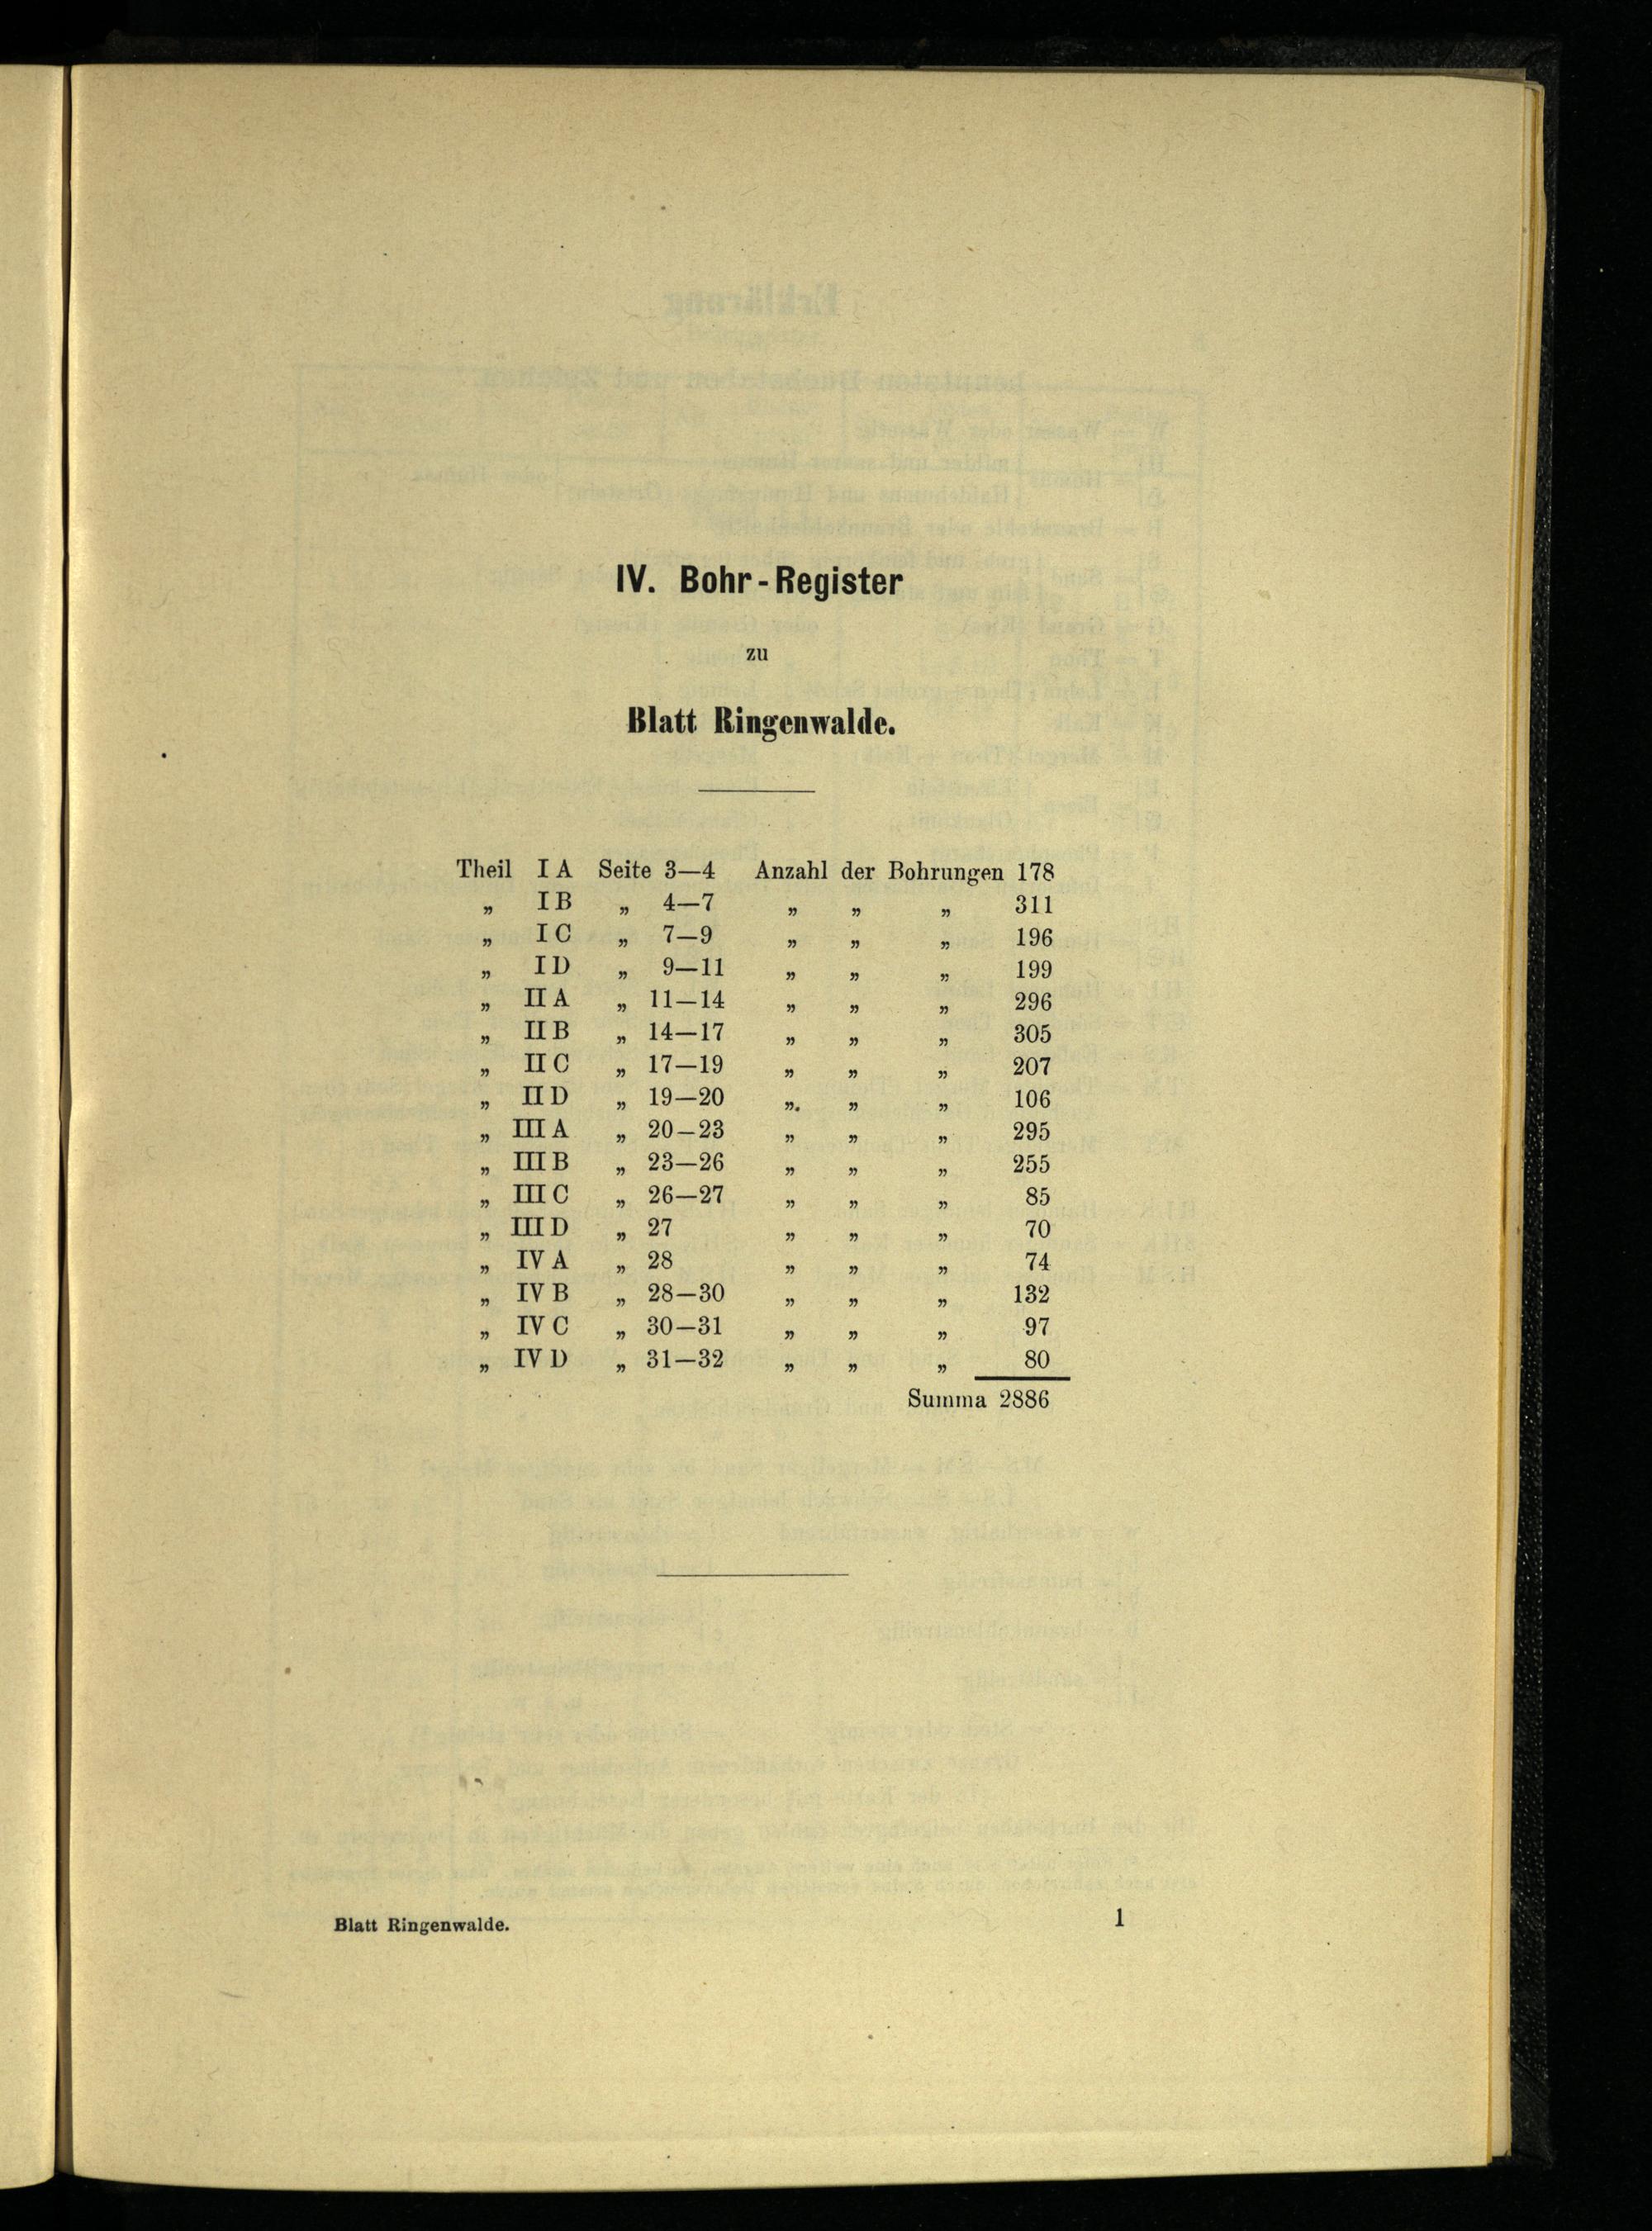 IV. Bohr-Register
zu
Blatt Ringenwalde.
Theil I A Seite 3—4 Anzahl der Bohrungen 178
„ I B „ 4—7 „ „ „ 311
„ I C „ 7—9 „ „ „ 196
„ I D „ 9—11 „ „ „ 199
„ II A „ 11—14 „ „ „ 296
„ II B „ 14—17 „ „ „ 305
„ II C „ 17—19 „ „ „ 207
„ II D „ 19—20 „ „ „ 106
„ III A „ 20—23 „ „ „ 295
„ III B „ 23—26 „ „ „ 255
„ III C „ 26—27 „ „ „ 85
„ III D „ 27 „ „ „ 70
„ IV A „ 28 „ „ „ 74
„ IV B „ 28—30 „ „ „ 132
„ IV C „ 30—31 „ „ „ 97
„ IV D „ 31—32 „ „ „ 80
Summa 2886
Blatt Ringenwalde. 1